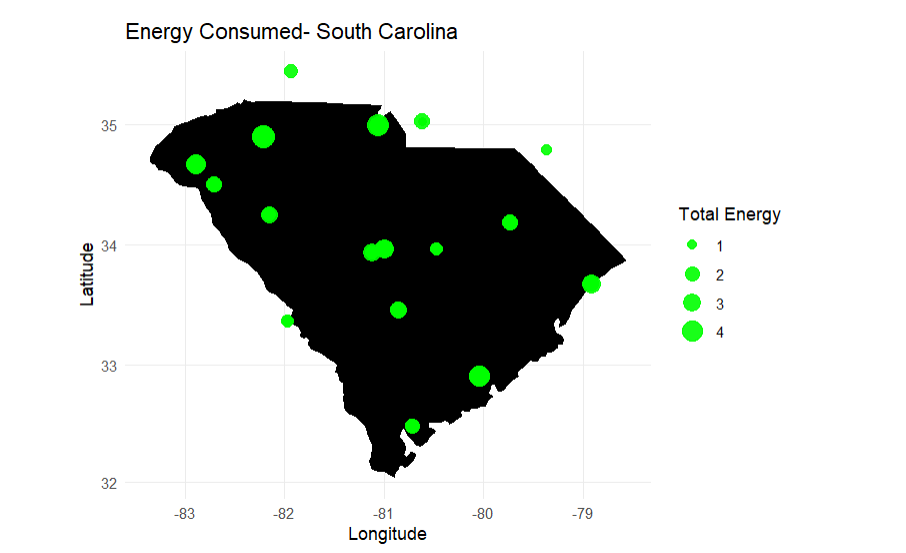 Energy Consumed- South Carolina
35
34
33
32
Latitude
-83 -82 -81 -80 -79
Longitude
Total Energy
1
2
3
4